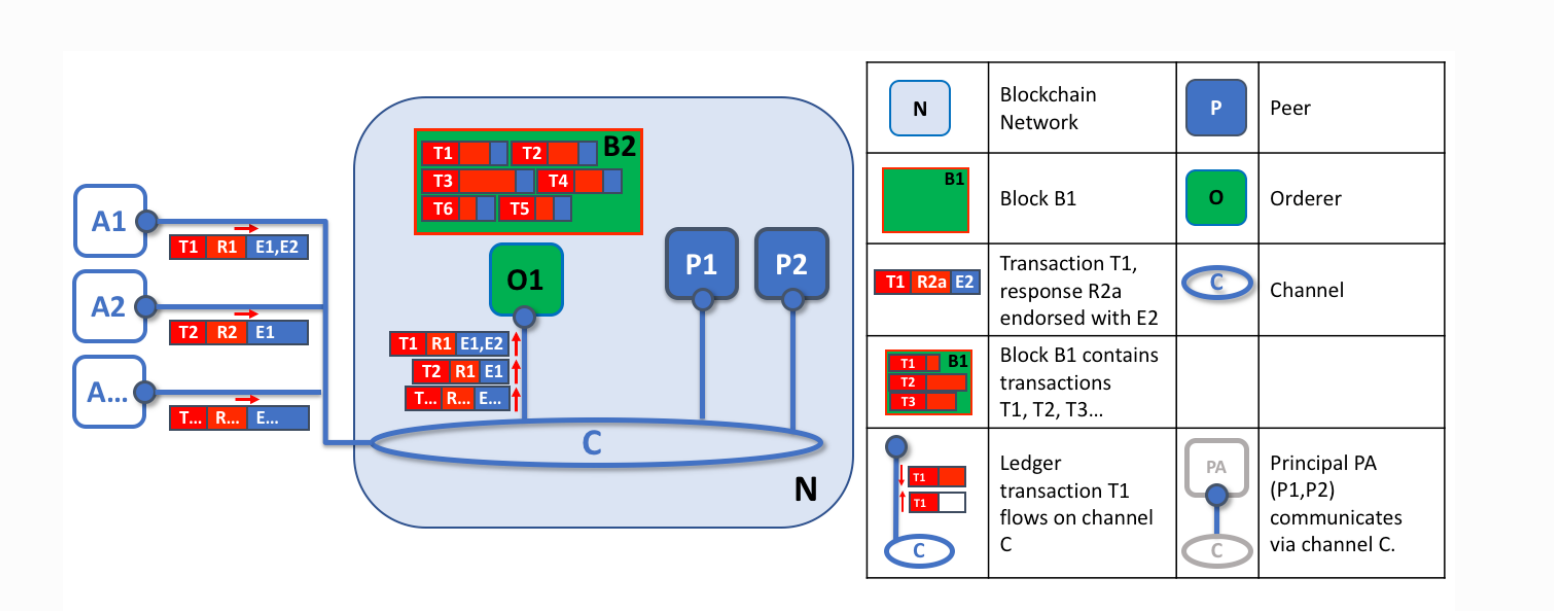 B2
T1 T2
T3 T4
T6 T5
A1
T1 R1 E1,E2
A2
T2 R2 E1
A...
T... R... E...
O1
P1
P2
T1 R1 E1,E2
T2 R1 E1
T... R... E...
C
N
N
Blockchain
Network
P
Peer
B1
Block B1
O
Orderer
T1 R2a E2
Transaction T1,
response R2a
endorsed with E2
C
Channel
T1 B1
T2
T3
Block B1 contains
transactions
T1, T2, T3...
T1
T1
C
Ledger
transaction T1
flows on channel
C
PA
C
Principal PA
(P1,P2)
communicates
via channel C.